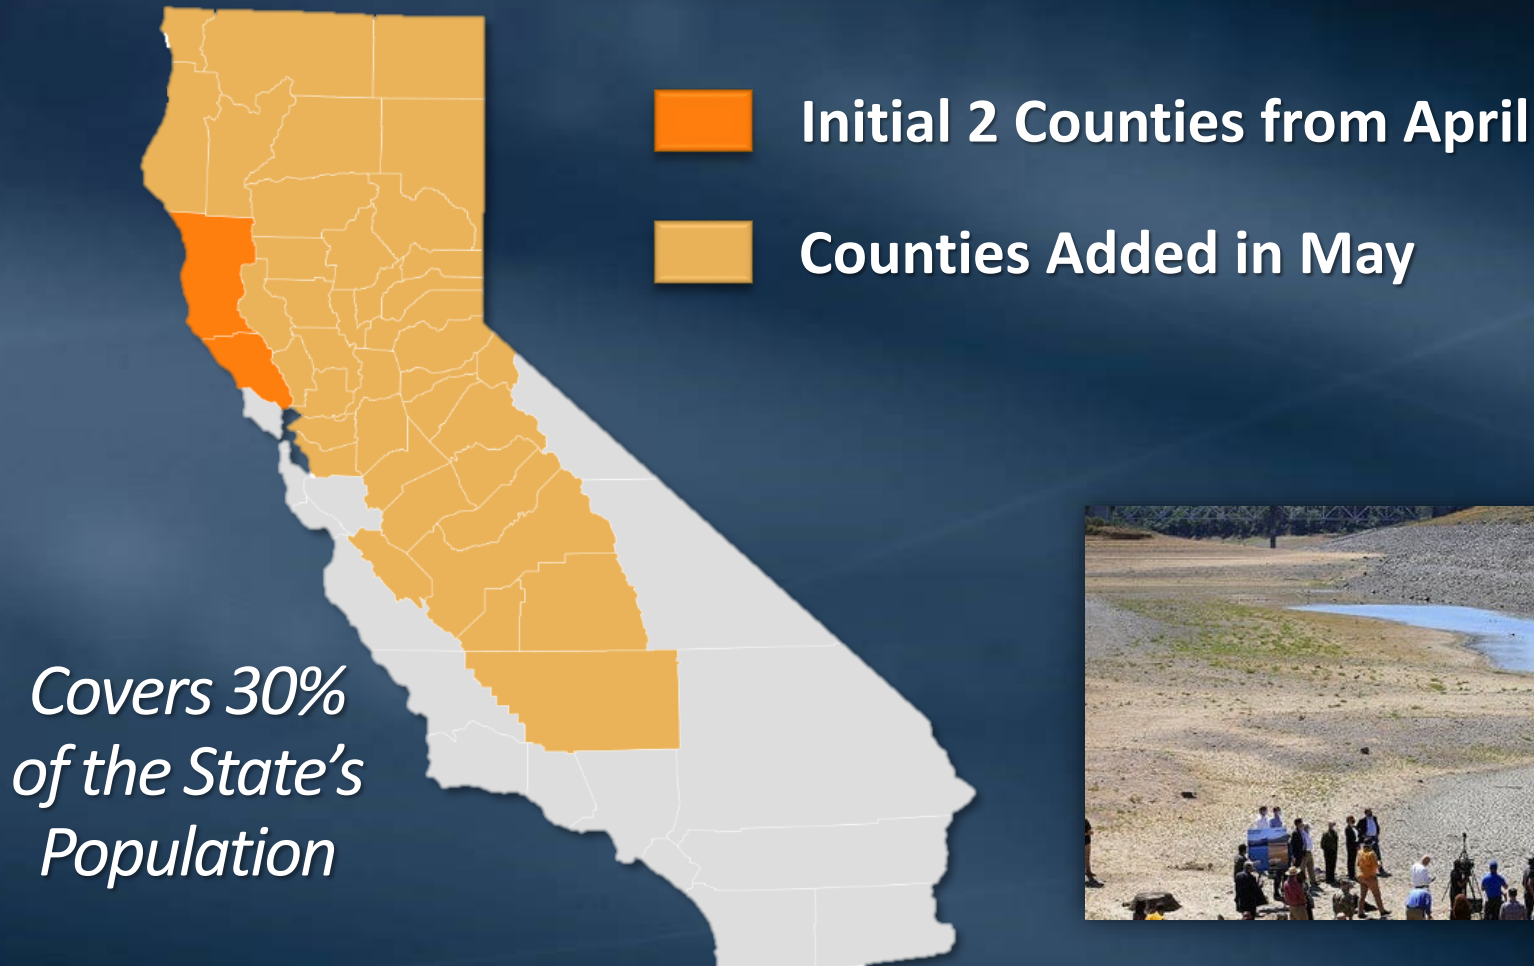 Initial 2 Counties from April
Counties Added in May
Covers 30%
of the State’s
Population